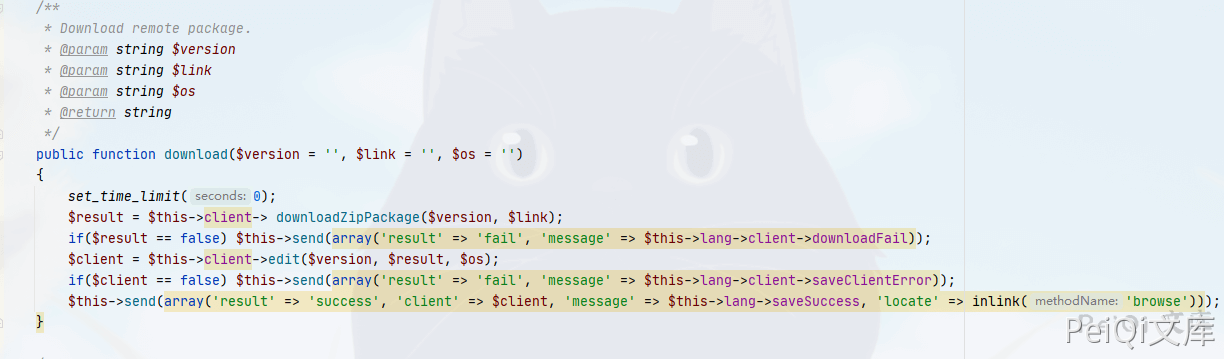 /**
 * Download remote package.
 * @param string $version
 * @param string $link
 * @param string $os
 * @return string
 */
public function download($version = '', $link = '', $os = '')
{
    set_time_limit( seconds: 0);
    $result = $this->client-> downloadZipPackage($version, $link);
    if($result == false) $this->send(array('result' => 'fail', 'message' => $this->lang->client->downloadFail));
    $client = $this->client->edit($version, $result, $os);
    if($client == false) $this->send(array('result' => 'fail', 'message' => $this->lang->client->saveClientError));
    $this->send(array('result' => 'success', 'client' => $client, 'message' => $this->lang->saveSuccess, 'locate' => inlink( methodName: 'browse')));
}
PeiQi文库